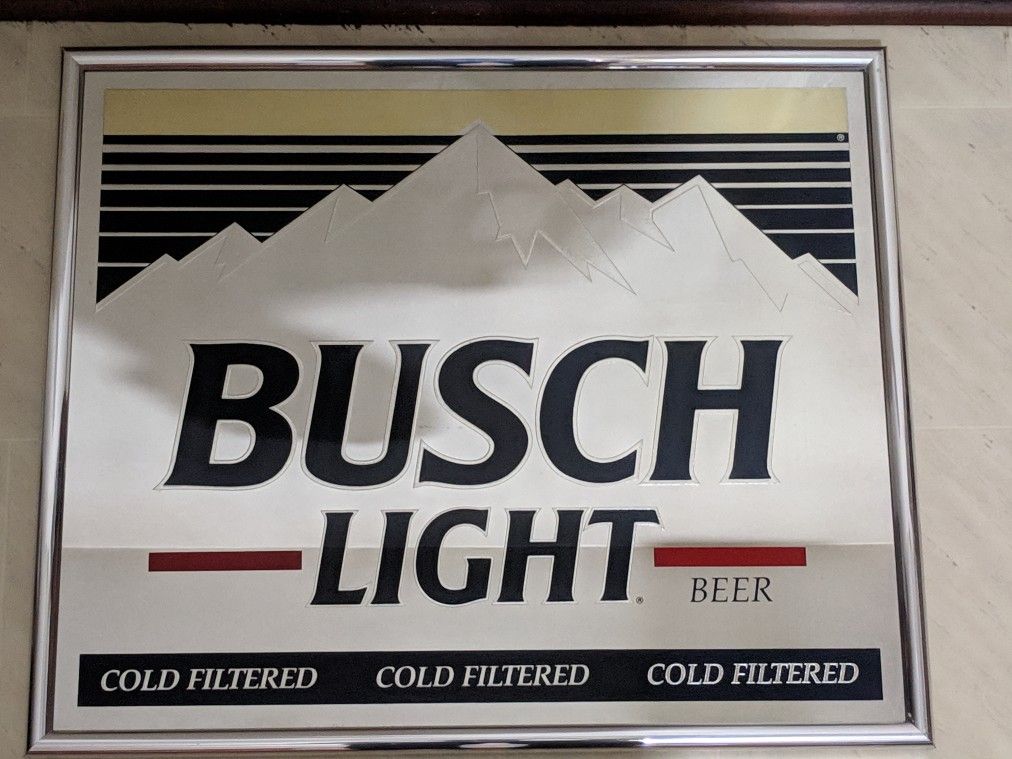 ®
BUSCH
LIGHT®
BEER
COLD FILTERED COLD FILTERED COLD FILTERED